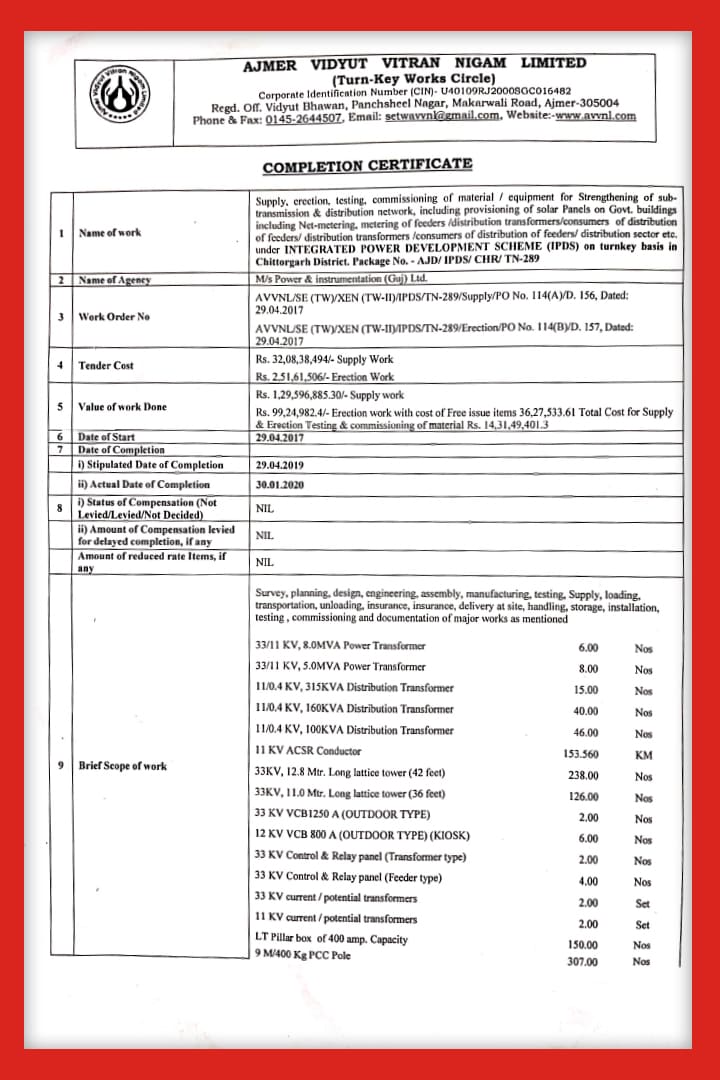 AJMER VIDYUT VITRAN NIGAM LIMITED
(Turn-Key Works Circle)
Corporate Identification Number (CIN)- U40109RJ2000SGC016482
Regd. Off. Vidyut Bhawan, Panchsheel Nagar, Makarwali Road, Ajmer-305004
Phone & Fax: 0145-2644507, Email: setwavvnl@gmail.com, Website:-www.avvnl.com
COMPLETION CERTIFICATE
1 Name of work
Supply, erection, testing, commissioning of material / equipment for Strengthening of sub-
transmission & distribution network, including provisioning of solar Panels on Govt. buildings
including Net-metering, metering of feeders /distribution transformers/consumers of distribution
of feeders/ distribution transformers /consumers of distribution of feeders/ distribution sector etc.
under INTEGRATED POWER DEVELOPMENT SCHEME (IPDS) on turnkey basis in
Chittorgarh District. Package No. - AJD/ IPDS/ CHR/ TN-289
2 Name of Agency M/s Power & instrumentation (Guj) Ltd.
3 Work Order No
AVVNL/SE (TW)/XEN (TW-II)/IPDS/TN-289/Supply/PO No. 114(A)/D. 156, Dated:
29.04.2017
AVVNL/SE (TW)/XEN (TW-II)/IPDS/TN-289/Erection/PO No. 114(B)/D. 157, Dated:
29.04.2017
4 Tender Cost
Rs. 32,08,38,494/- Supply Work
Rs. 2,51,61,506/- Erection Work
5 Value of work Done
Rs. 1,29,596,885.30/- Supply work
Rs. 99,24,982.4/- Erection work with cost of Free issue items 36,27,533.61 Total Cost for Supply
& Erection Testing & commissioning of material Rs. 14,31,49,401.3
6 Date of Start 29.04.2017
7 Date of Completion
i) Stipulated Date of Completion 29.04.2019
ii) Actual Date of Completion 30.01.2020
8 i) Status of Compensation (Not
Levied/Levied/Not Decided) NIL
ii) Amount of Compensation levied
for delayed completion, if any NIL
Amount of reduced rate Items, if
any NIL
9 Brief Scope of work
Survey, planning, design, engineering, assembly, manufacturing, testing, Supply, loading,
transportation, unloading, insurance, insurance, delivery at site, handling, storage, installation,
testing , commissioning and documentation of major works as mentioned
33/11 KV, 8.0MVA Power Transformer 6.00 Nos
33/11 KV, 5.0MVA Power Transformer 8.00 Nos
11/0.4 KV, 315KVA Distribution Transformer 15.00 Nos
11/0.4 KV, 160KVA Distribution Transformer 40.00 Nos
11/0.4 KV, 100KVA Distribution Transformer 46.00 Nos
11 KV ACSR Conductor 153.560 KM
33KV, 12.8 Mtr. Long lattice tower (42 feet) 238.00 Nos
33KV, 11.0 Mtr. Long lattice tower (36 feet) 126.00 Nos
33 KV VCB1250 A (OUTDOOR TYPE) 2.00 Nos
12 KV VCB 800 A (OUTDOOR TYPE) (KIOSK) 6.00 Nos
33 KV Control & Relay panel (Transformer type) 2.00 Nos
33 KV Control & Relay panel (Feeder type) 4.00 Nos
33 KV current / potential transformers 2.00 Set
11 KV current / potential transformers 2.00 Set
LT Pillar box of 400 amp. Capacity 150.00 Nos
9 M/400 Kg PCC Pole 307.00 Nos